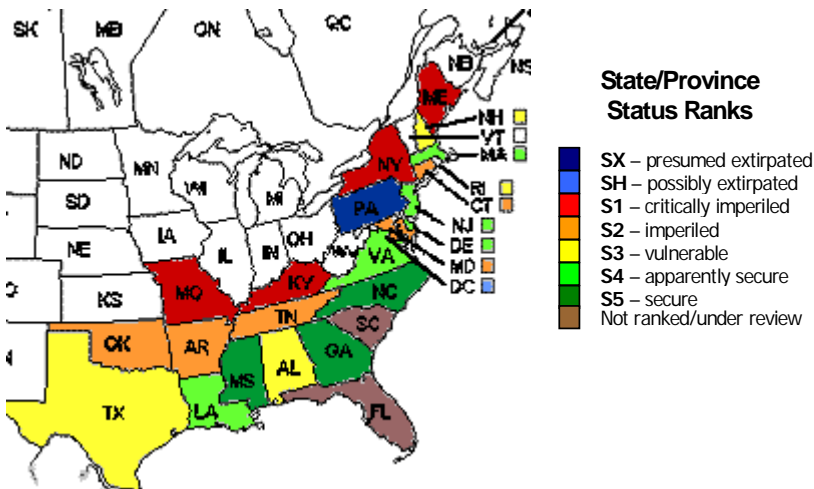 SK
MB
ON
QC
NB
NS
ME
NH
VT
MA
ND
MN
SD
WI
MI
NY
RI
CT
PA
NJ
DE
MD
DC
NE
IA
IL
IN
OH
VA
KS
MO
KY
NC
OK
AR
TN
SC
MS
AL
GA
TX
LA
FL
State/Province
Status Ranks
SX – presumed extirpated
SH – possibly extirpated
S1 – critically imperiled
S2 – imperiled
S3 – vulnerable
S4 – apparently secure
S5 – secure
Not ranked/under review